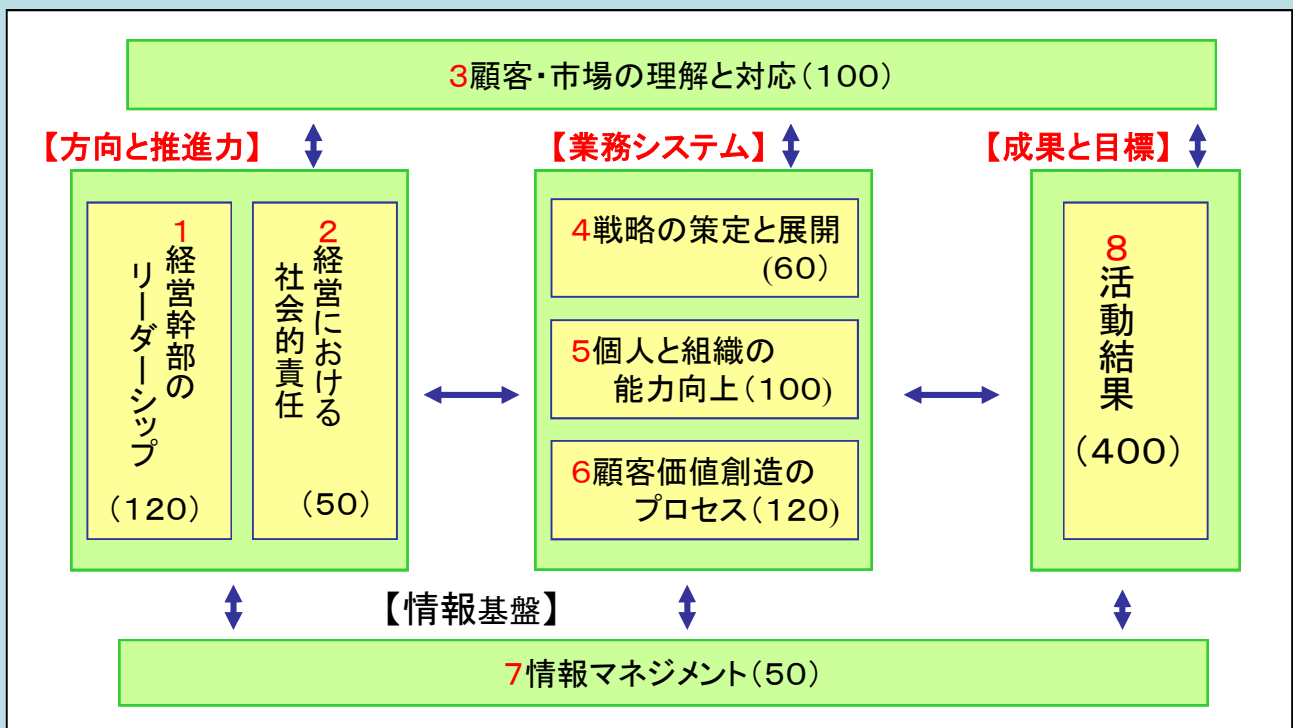 3顧客・市場の理解と対応(100)
【方向と推進力】
【業務システム】
【成果と目標】
1
経営幹部の
リーダーシップ
(120)
2
経営における
社会的責任
(50)
4戦略の策定と展開
(60)
5個人と組織の
能力向上(100)
6顧客価値創造の
プロセス(120)
8
活動結果
(400)
【情報基盤】
7情報マネジメント(50)